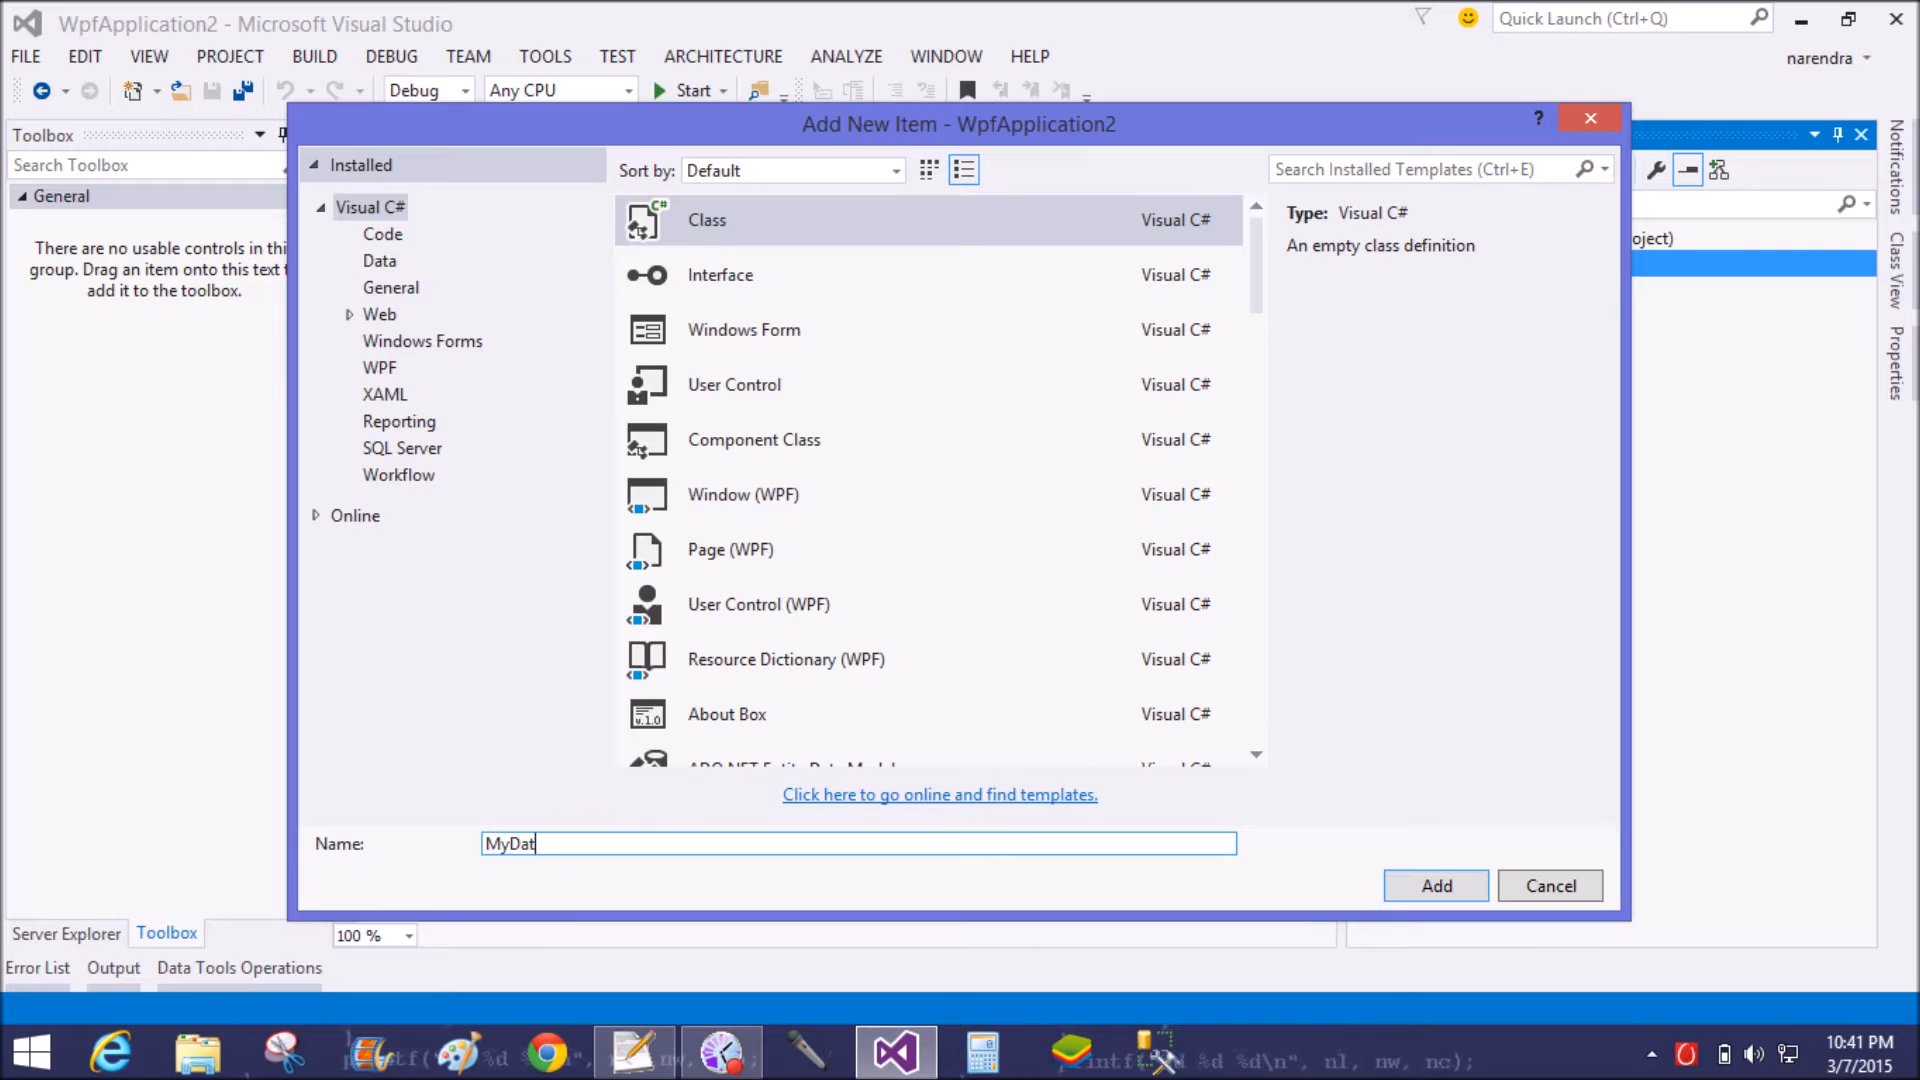 WpfApplication2 - Microsoft Visual Studio
Quick Launch (Ctrl+Q)
FILE EDIT VIEW PROJECT BUILD DEBUG TEAM TOOLS TEST ARCHITECTURE ANALYZE WINDOW HELP
narendra
Debug Any CPU Start
Add New Item - WpfApplication2
?
Toolbox
Search Toolbox
General
There are no usable controls in this
group. Drag an item onto this text
add it to the toolbox.
Installed
Visual C#
Code
Data
General
Web
Windows Forms
WPF
XAML
Reporting
SQL Server
Workflow
Online
Sort by: Default
Search Installed Templates (Ctrl+E)
Class Visual C#
Interface Visual C#
Windows Form Visual C#
User Control Visual C#
Component Class Visual C#
Window (WPF) Visual C#
Page (WPF) Visual C#
User Control (WPF) Visual C#
Resource Dictionary (WPF) Visual C#
About Box Visual C#
Type: Visual C#
An empty class definition
Click here to go online and find templates.
Name: MyDat
Add Cancel
oject)
Notifications
Class View
Properties
Server Explorer Toolbox
100 %
Error List Output Data Tools Operations
printf("%d %d %d\n", nl, nw, nc);
10:41 PM
3/7/2015